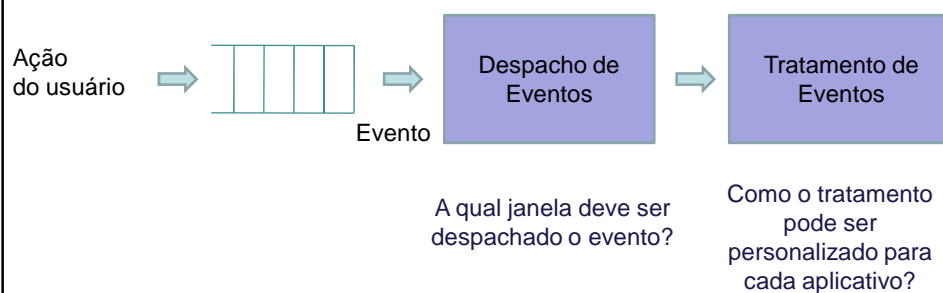 Ação
do usuário
Evento
Despacho de
Eventos
Tratamento de
Eventos
A qual janela deve ser
despachado o evento?
Como o tratamento
pode ser
personalizado para
cada aplicativo?